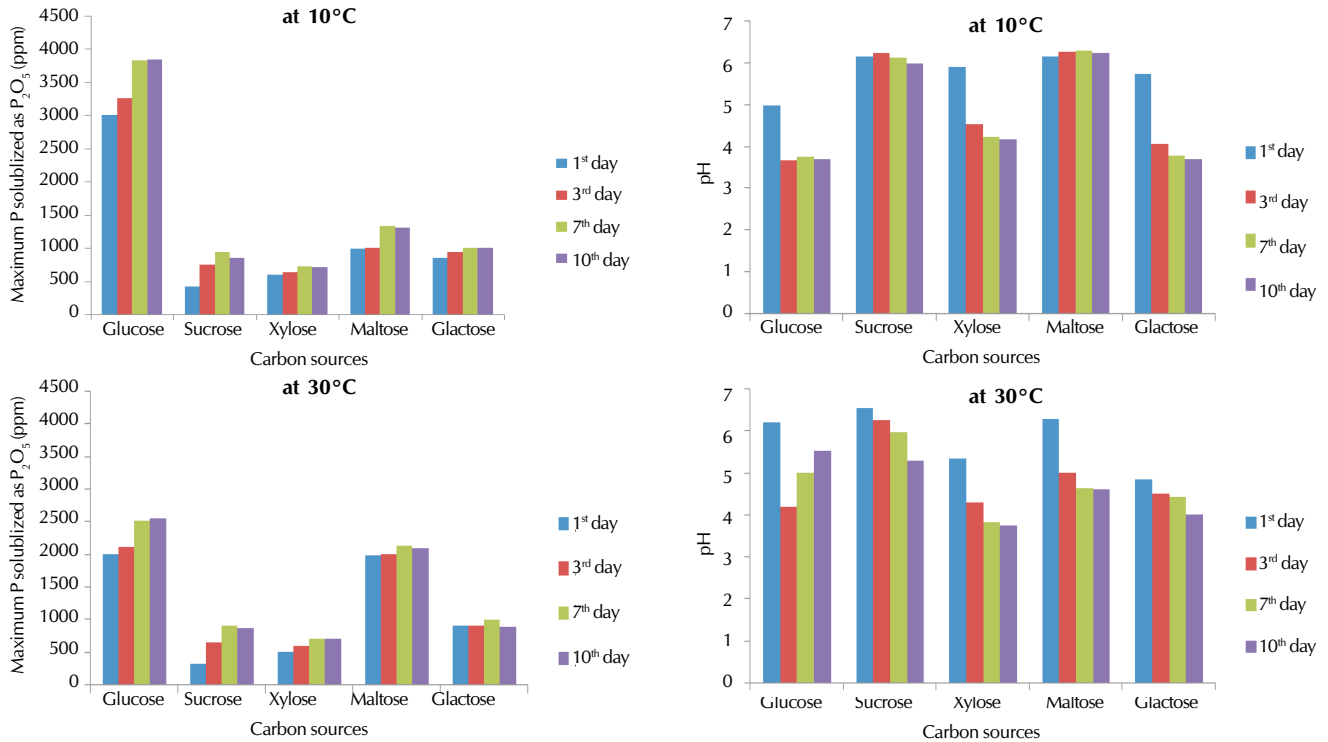 at 10°C
Maximum P solublized as P₂O₅ (ppm)
4500
4000
3500
3000
2500
2000
1500
1000
500
0
Glucose Sucrose Xylose Maltose Glactose
Carbon sources
1st day
3rd day
7th day
10th day
at 10°C
pH
7
6
5
4
3
2
1
0
Glucose Sucrose Xylose Maltose Glactose
Carbon sources
1st day
3rd day
7th day
10th day
at 30°C
Maximum P solublized as P₂O₅ (ppm)
4500
4000
3500
3000
2500
2000
1500
1000
500
0
Glucose Sucrose Xylose Maltose Glactose
Carbon sources
1st day
3rd day
7th day
10th day
at 30°C
pH
7
6
5
4
3
2
1
0
Glucose Sucrose Xylose Maltose Glactose
Carbon sources
1st day
3rd day
7th day
10th day